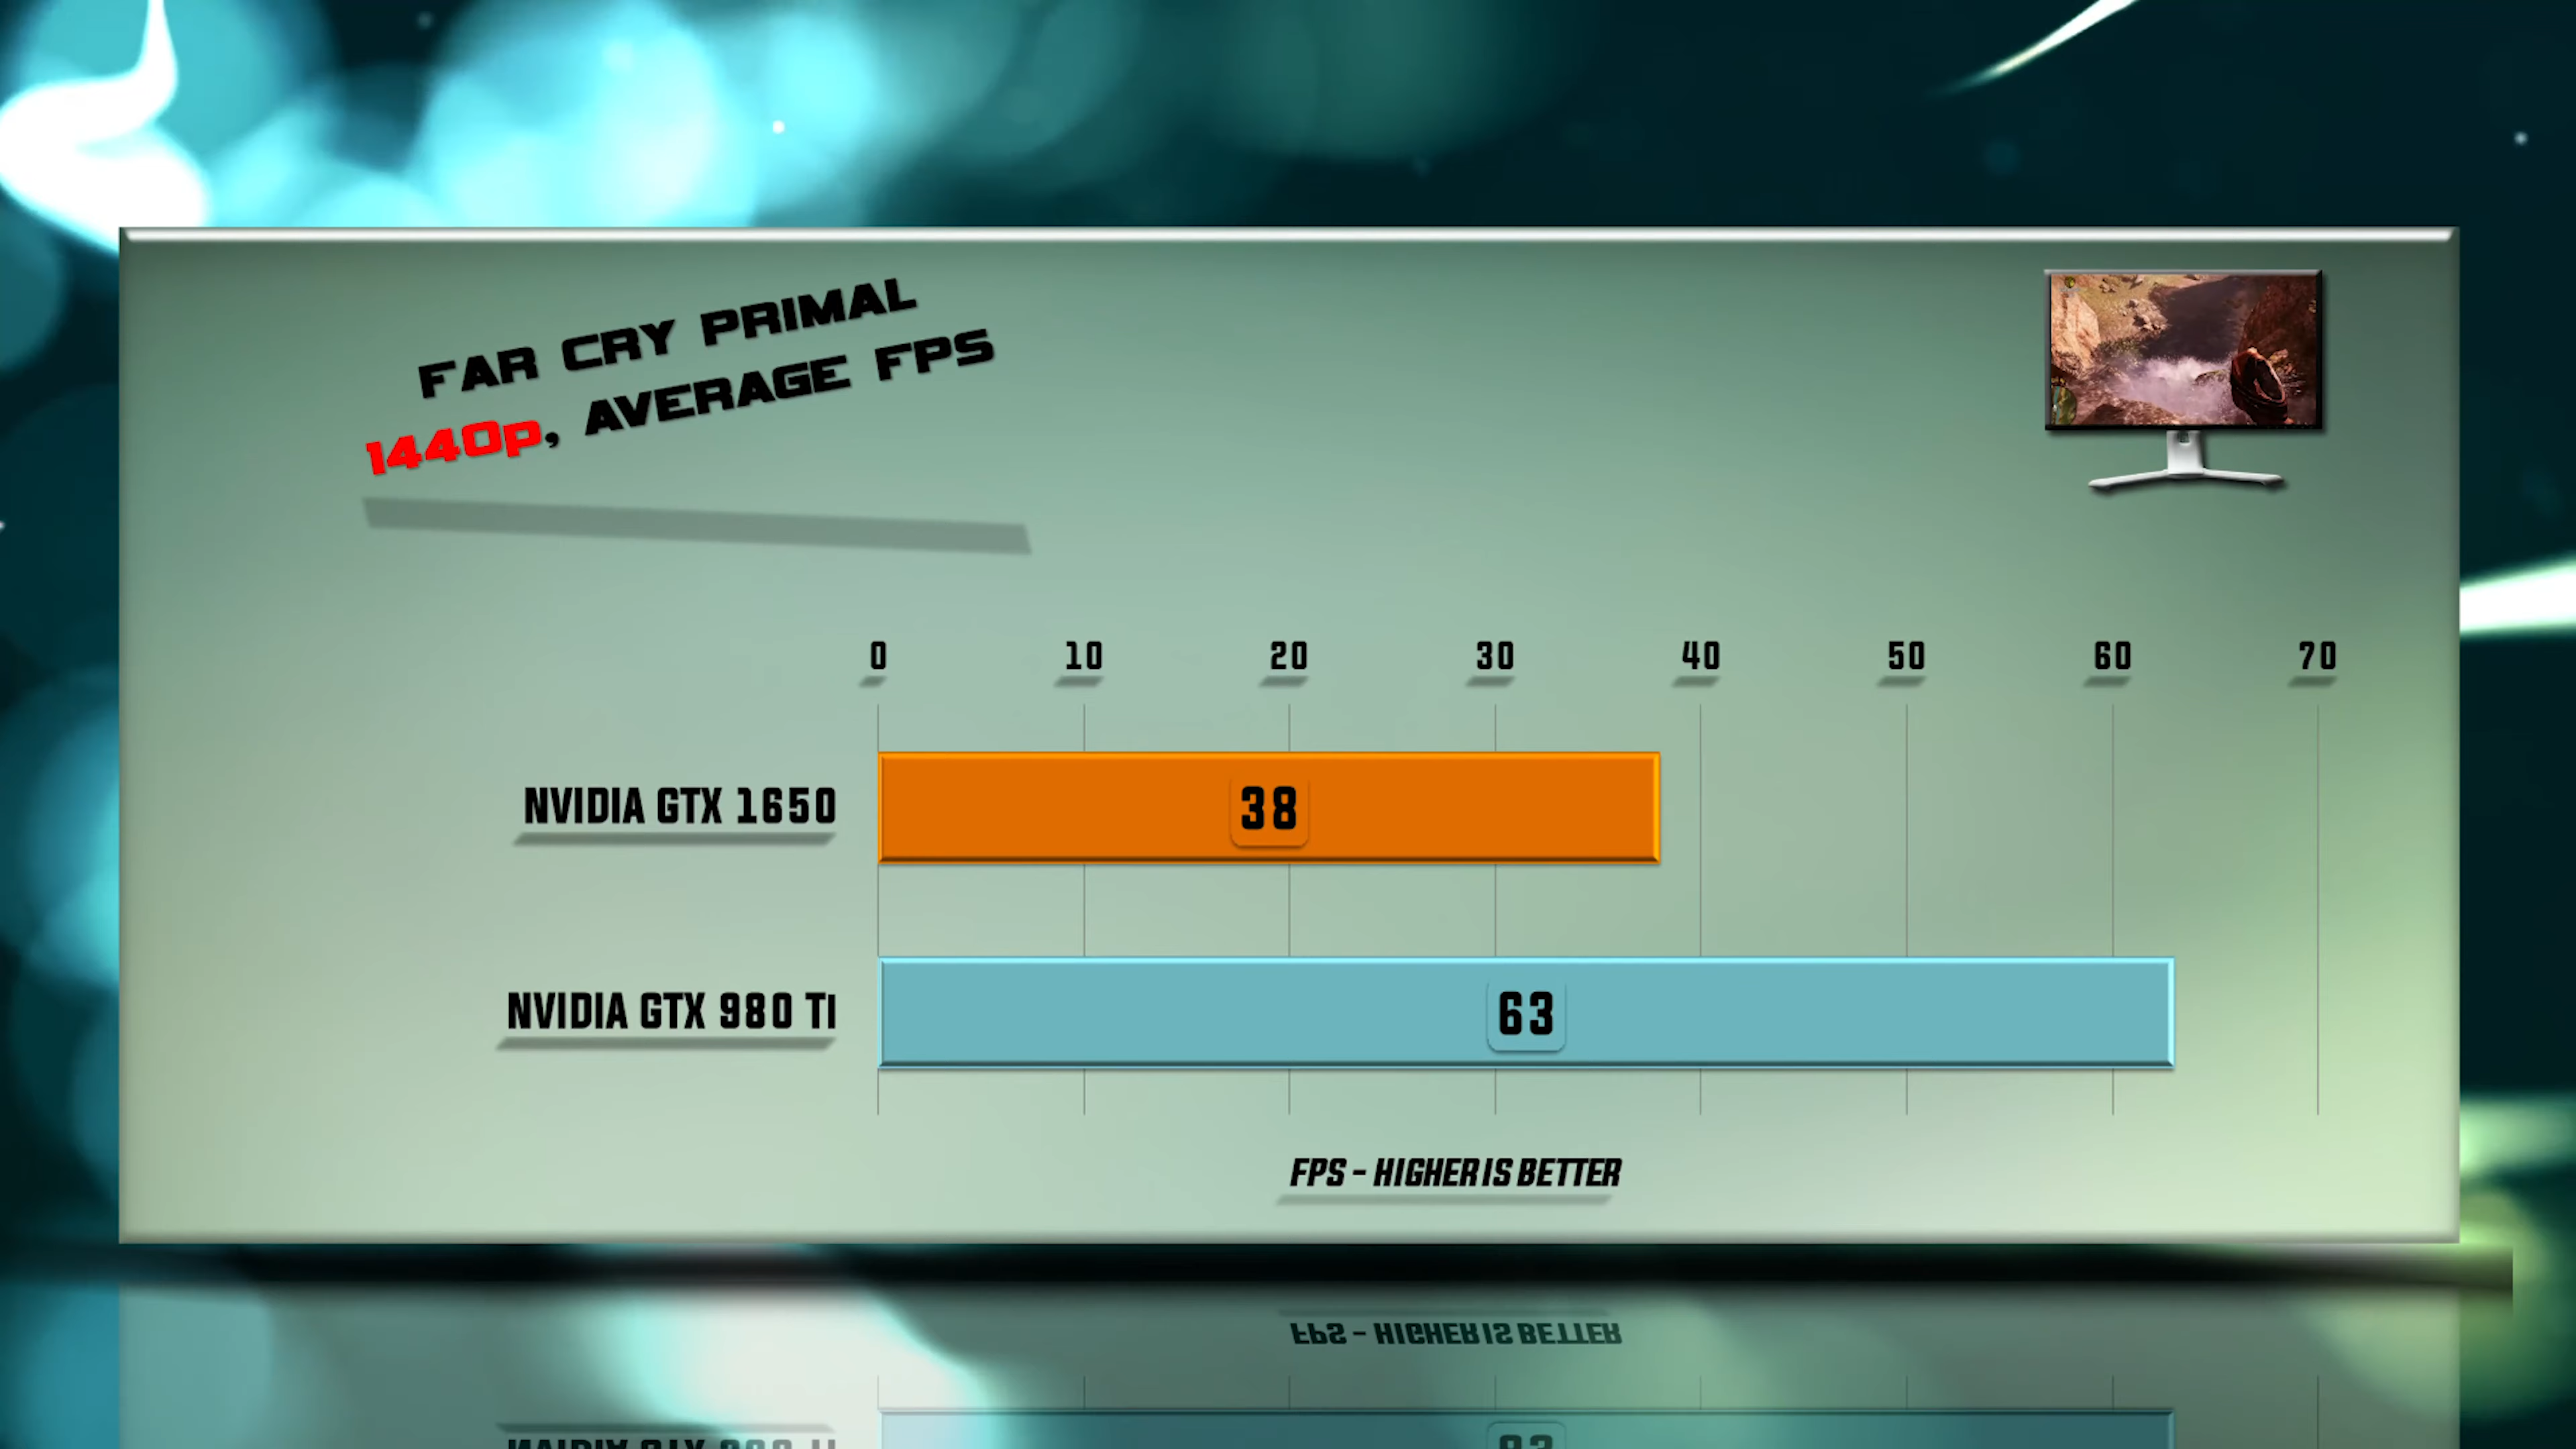 FAR CRY PRIMAL
1440p, AVERAGE FPS
0 10 20 30 40 50 60 70
NVIDIA GTX 1650 38
NVIDIA GTX 980 TI 63
FPS - HIGHER IS BETTER